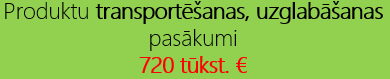 Produktu transportēšanas, uzglabāšanas
pasākumi
720 tūkst. €